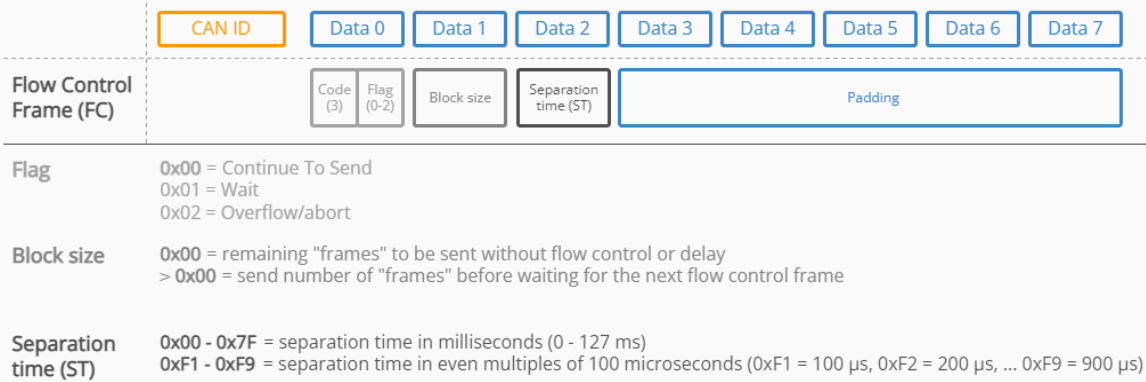 CAN ID Data 0 Data 1 Data 2 Data 3 Data 4 Data 5 Data 6 Data 7
Flow Control
Frame (FC)
Code
(3)
Flag
(0-2)
Block size
Separation
time (ST)
Padding
Flag
0x00 = Continue To Send
0x01 = Wait
0x02 = Overflow/abort
Block size
0x00 = remaining "frames" to be sent without flow control or delay
> 0x00 = send number of "frames" before waiting for the next flow control frame
Separation
time (ST)
0x00 - 0x7F = separation time in milliseconds (0 - 127 ms)
0xF1 - 0xF9 = separation time in even multiples of 100 microseconds (0xF1 = 100 µs, 0xF2 = 200 µs, ... 0xF9 = 900 µs)